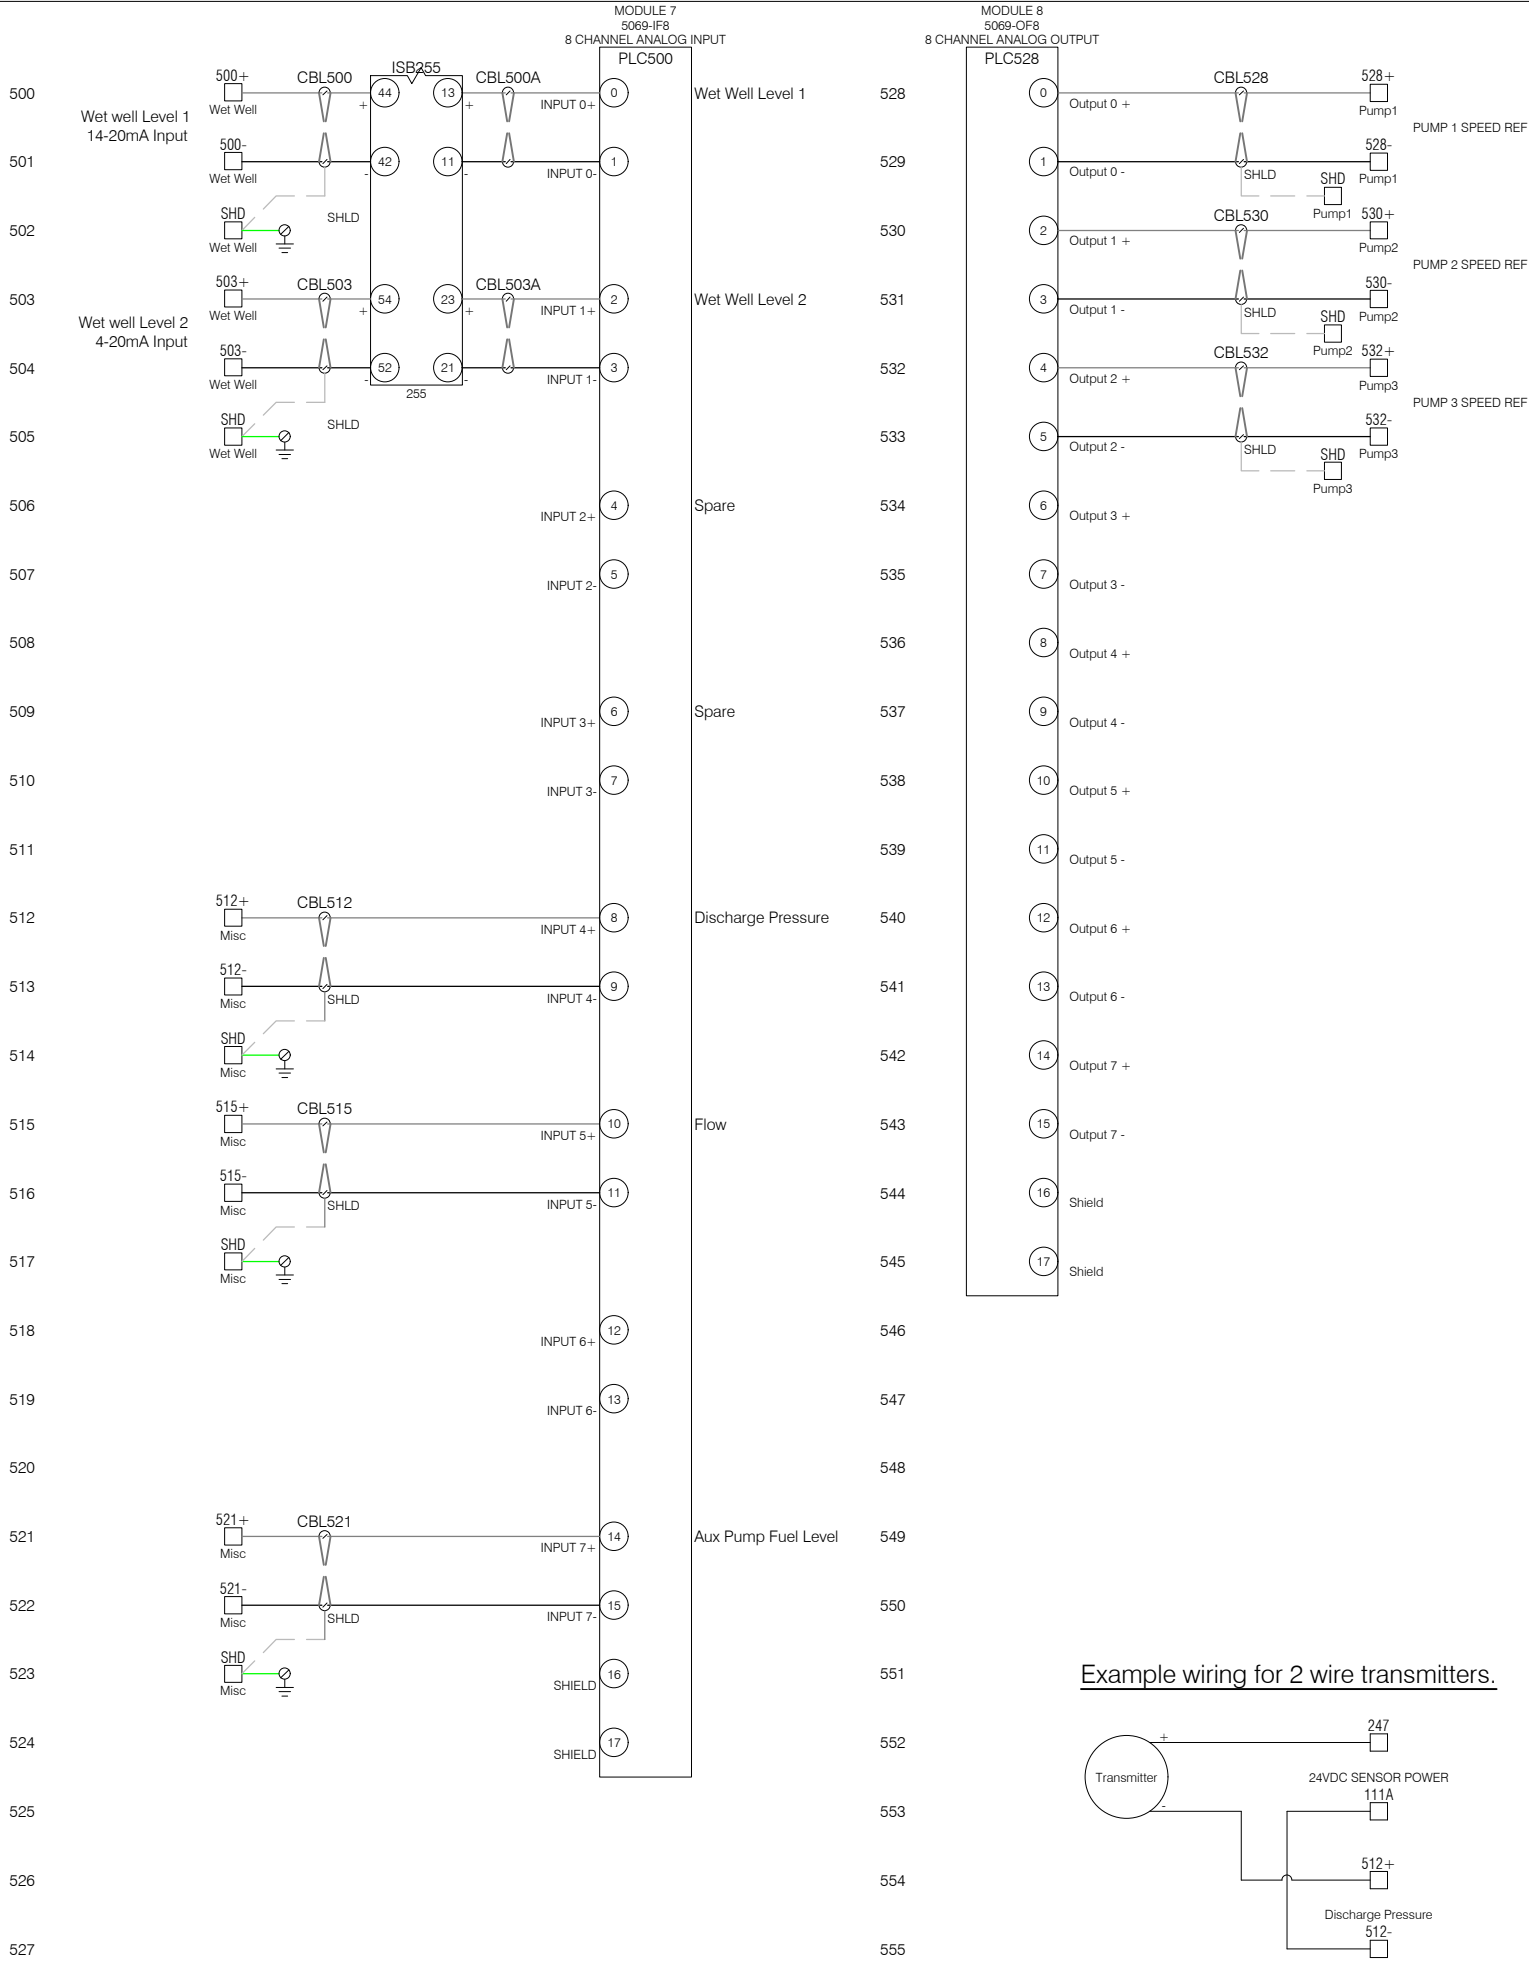 MODULE 7
5069-IF8
8 CHANNEL ANALOG INPUT
PLC500
MODULE 8
5069-OF8
8 CHANNEL ANALOG OUTPUT
PLC528
500
Wet well Level 1
14-20mA Input
500+
Wet Well
CBL500
ISB255
44
+
13
+
CBL500A
INPUT 0+
0
Wet Well Level 1
501
500-
Wet Well
42
-
11
-
INPUT 0-
1
502
SHD
Wet Well
SHLD
503
Wet well Level 2
4-20mA Input
503+
Wet Well
CBL503
54
+
23
+
CBL503A
INPUT 1+
2
Wet Well Level 2
504
503-
Wet Well
52
-
21
-
255
INPUT 1-
3
505
SHD
Wet Well
SHLD
506
INPUT 2+
4
Spare
507
INPUT 2-
5
508
509
INPUT 3+
6
Spare
510
INPUT 3-
7
511
512
512+
Misc
CBL512
INPUT 4+
8
Discharge Pressure
513
512-
Misc
SHLD
INPUT 4-
9
514
SHD
Misc
515
515+
Misc
CBL515
INPUT 5+
10
Flow
516
515-
Misc
SHLD
INPUT 5-
11
517
SHD
Misc
518
INPUT 6+
12
519
INPUT 6-
13
520
521
521+
Misc
CBL521
INPUT 7+
14
Aux Pump Fuel Level
522
521-
Misc
SHLD
INPUT 7-
15
523
SHD
Misc
SHIELD
16
524
SHIELD
17
525
526
527
528
0
Output 0 +
CBL528
528+
Pump1
PUMP 1 SPEED REF
529
1
Output 0 -
SHLD
528-
Pump1
SHD
Pump1
530
2
Output 1 +
CBL530
530+
Pump2
PUMP 2 SPEED REF
531
3
Output 1 -
SHLD
530-
Pump2
SHD
Pump2
532
4
Output 2 +
CBL532
532+
Pump3
PUMP 3 SPEED REF
533
5
Output 2 -
SHLD
532-
Pump3
SHD
Pump3
534
6
Output 3 +
535
7
Output 3 -
536
8
Output 4 +
537
9
Output 4 -
538
10
Output 5 +
539
11
Output 5 -
540
12
Output 6 +
541
13
Output 6 -
542
14
Output 7 +
543
15
Output 7 -
544
16
Shield
545
17
Shield
546
547
548
549
550
551
Example wiring for 2 wire transmitters.
552
Transmitter
+
-
247
24VDC SENSOR POWER
553
111A
554
512+
Discharge Pressure
555
512-